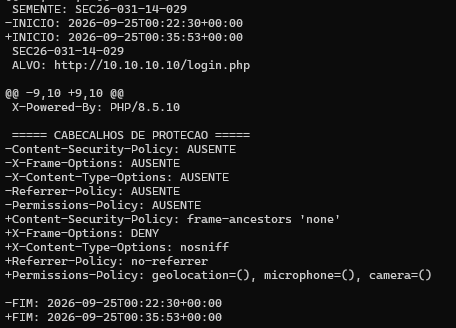 SEMENTE: SEC26-031-14-029
-INICIO: 2026-09-25T00:22:30+00:00
+INICIO: 2026-09-25T00:35:53+00:00
SEC26-031-14-029
ALVO: http://10.10.10.10/login.php
@@ -9,10 +9,10 @@
X-Powered-By: PHP/8.5.10
===== CABECALHOS DE PROTECAO =====
-Content-Security-Policy: AUSENTE
-X-Frame-Options: AUSENTE
-X-Content-Type-Options: AUSENTE
-Referrer-Policy: AUSENTE
-Permissions-Policy: AUSENTE
+Content-Security-Policy: frame-ancestors 'none'
+X-Frame-Options: DENY
+X-Content-Type-Options: nosniff
+Referrer-Policy: no-referrer
+Permissions-Policy: geolocation=(), microphone=(), camera=()
-FIM: 2026-09-25T00:22:30+00:00
+FIM: 2026-09-25T00:35:53+00:00